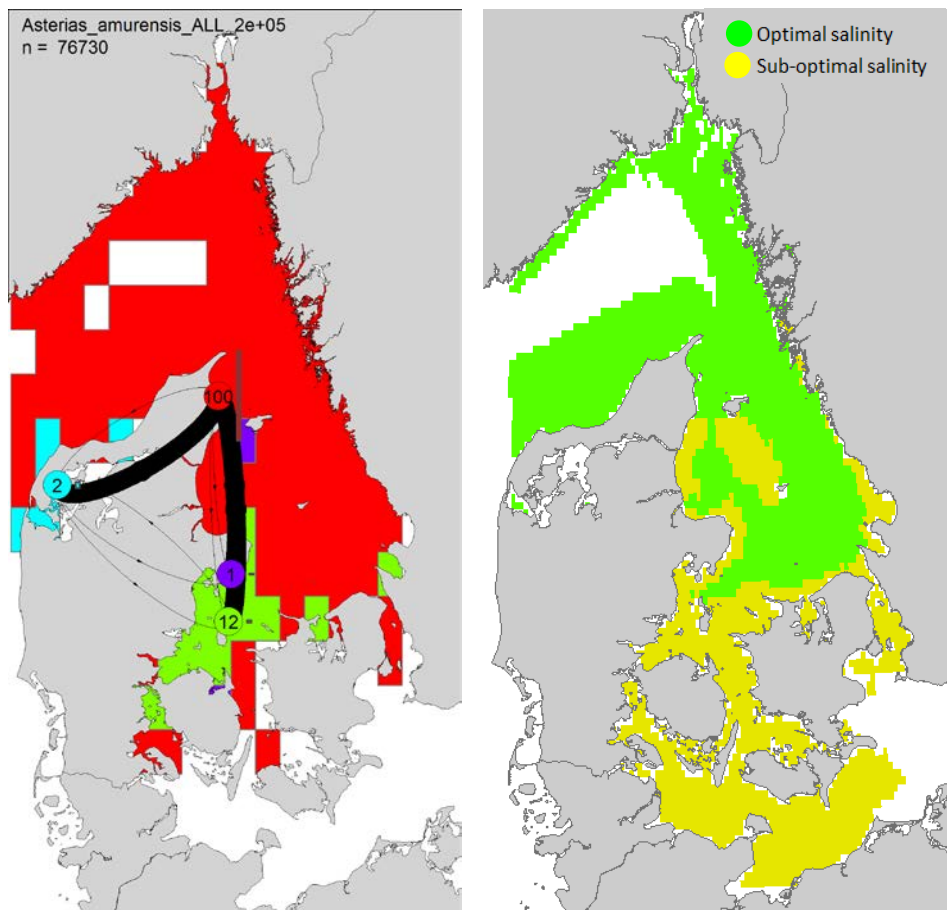 Asterias_amurensis_ALL_2e+05
n = 76730
100
2
1
12
Optimal salinity
Sub-optimal salinity